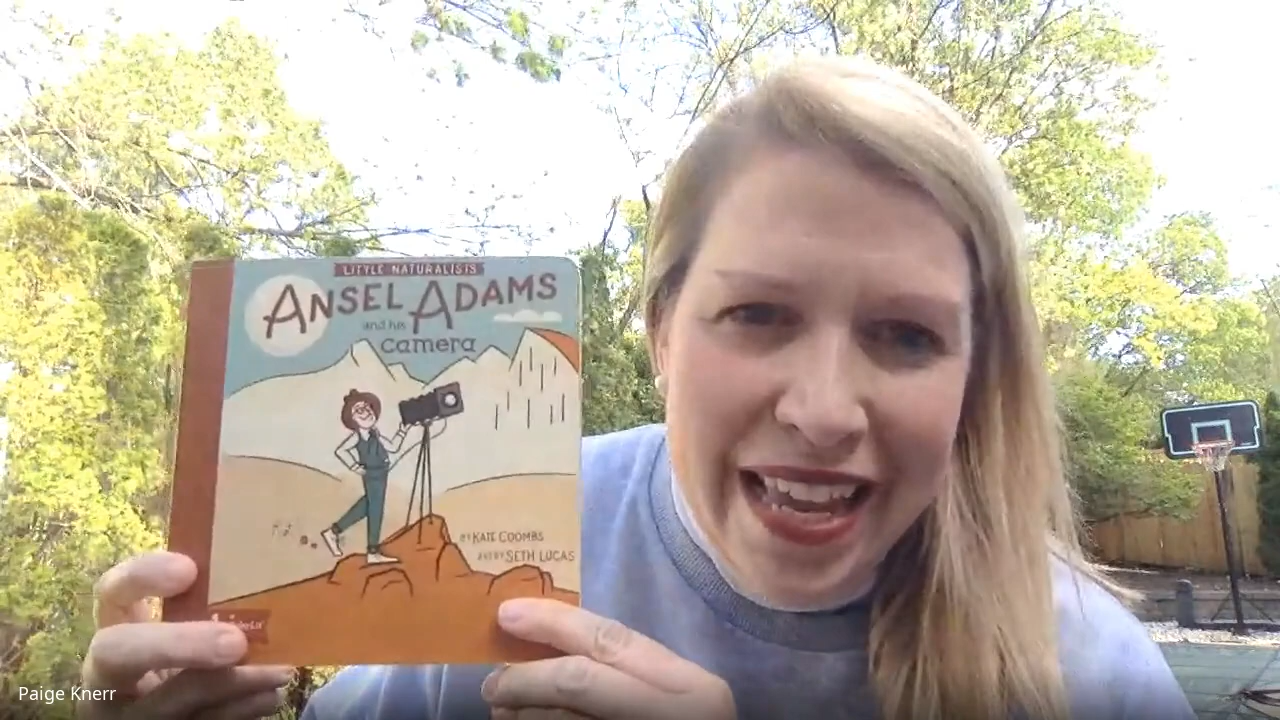 LITTLE NATURALISTS
ANSEL ADAMS
and his
camera
BY KATE COOMBS
ART BY SETH LUCAS
Paige Knerr